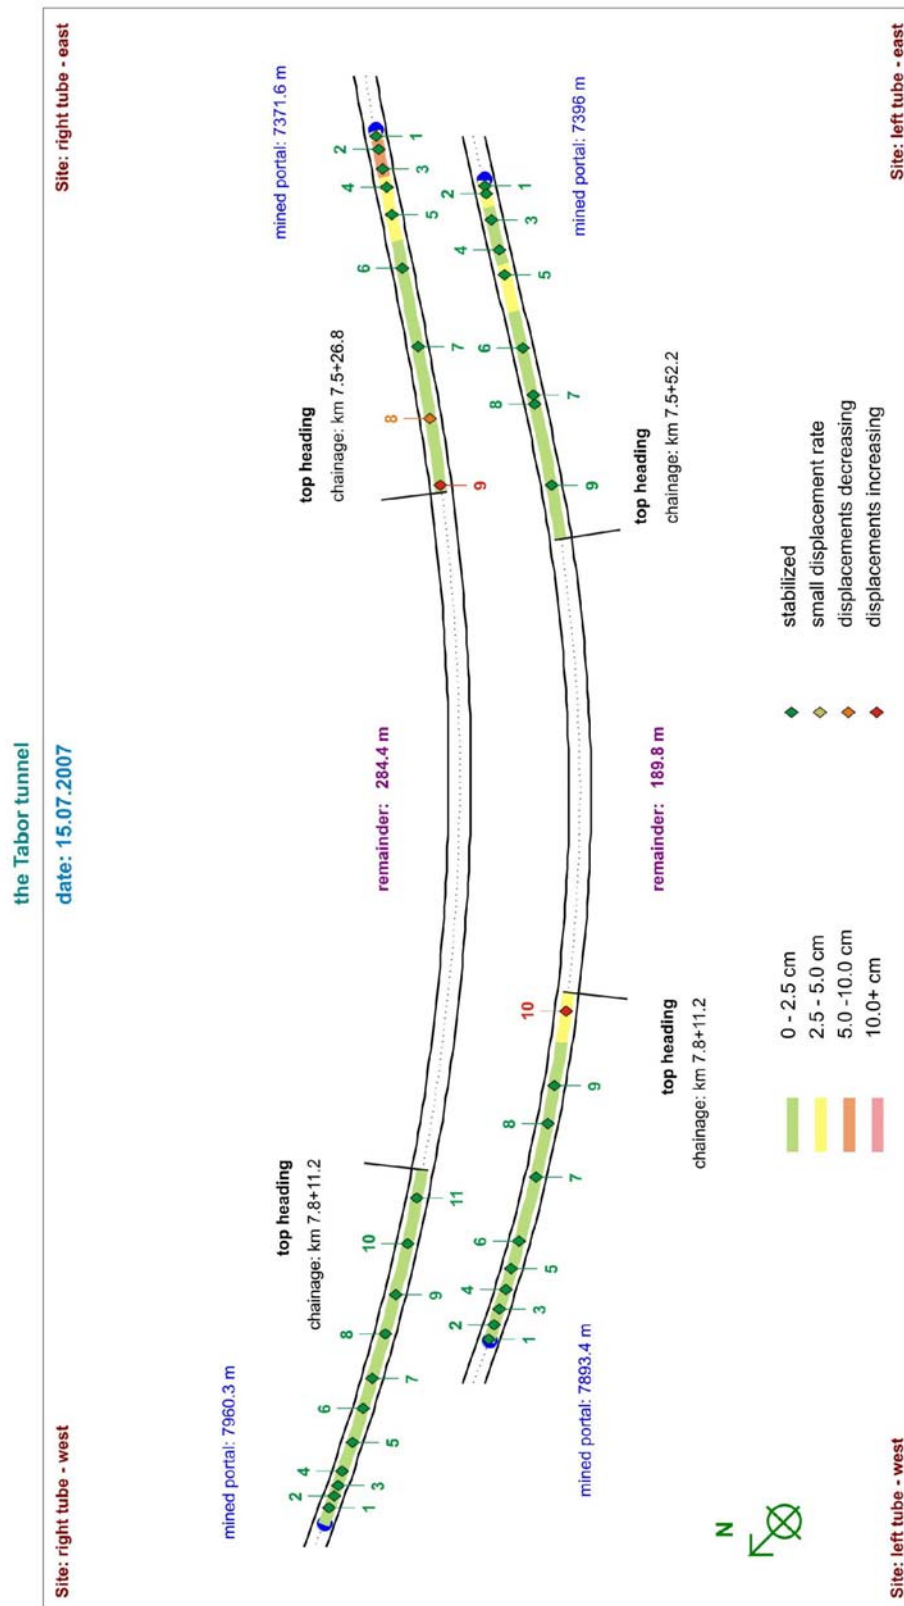 the Tabor tunnel
Site: right tube - west
date: 15.07.2007
Site: right tube - east
mined portal: 7960.3 m
mined portal: 7371.6 m
top heading
chainage: km 7.8+11.2
top heading
chainage: km 7.5+26.8
remainder: 284.4 m
1
2
3
4
5
6
7
8
9
10
11
9
8
7
6
5
4
3
2
1
mined portal: 7893.4 m
mined portal: 7396 m
1
2
3
4
5
6
7
8
9
10
9
8
7
6
5
4
3
2
1
top heading
chainage: km 7.8+11.2
remainder: 189.8 m
top heading
chainage: km 7.5+52.2
N
0 - 2.5 cm
2.5 - 5.0 cm
5.0 -10.0 cm
10.0+ cm
stabilized
small displacement rate
displacements decreasing
displacements increasing
Site: left tube - west
Site: left tube - east